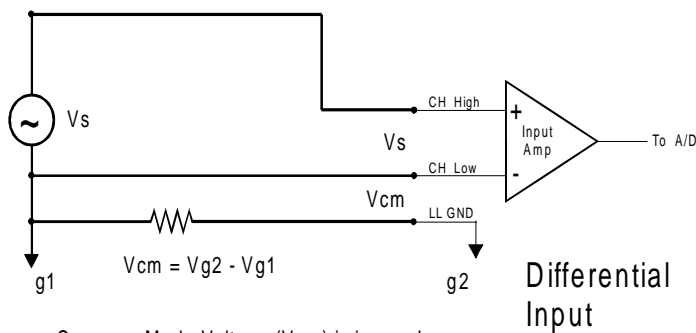 CH High
+
Input
Amp
To A/D
~
Vs
Vs
CH Low
-
Vcm
LL GND
g1
Vcm = Vg2 - Vg1
g2
Differential
Input